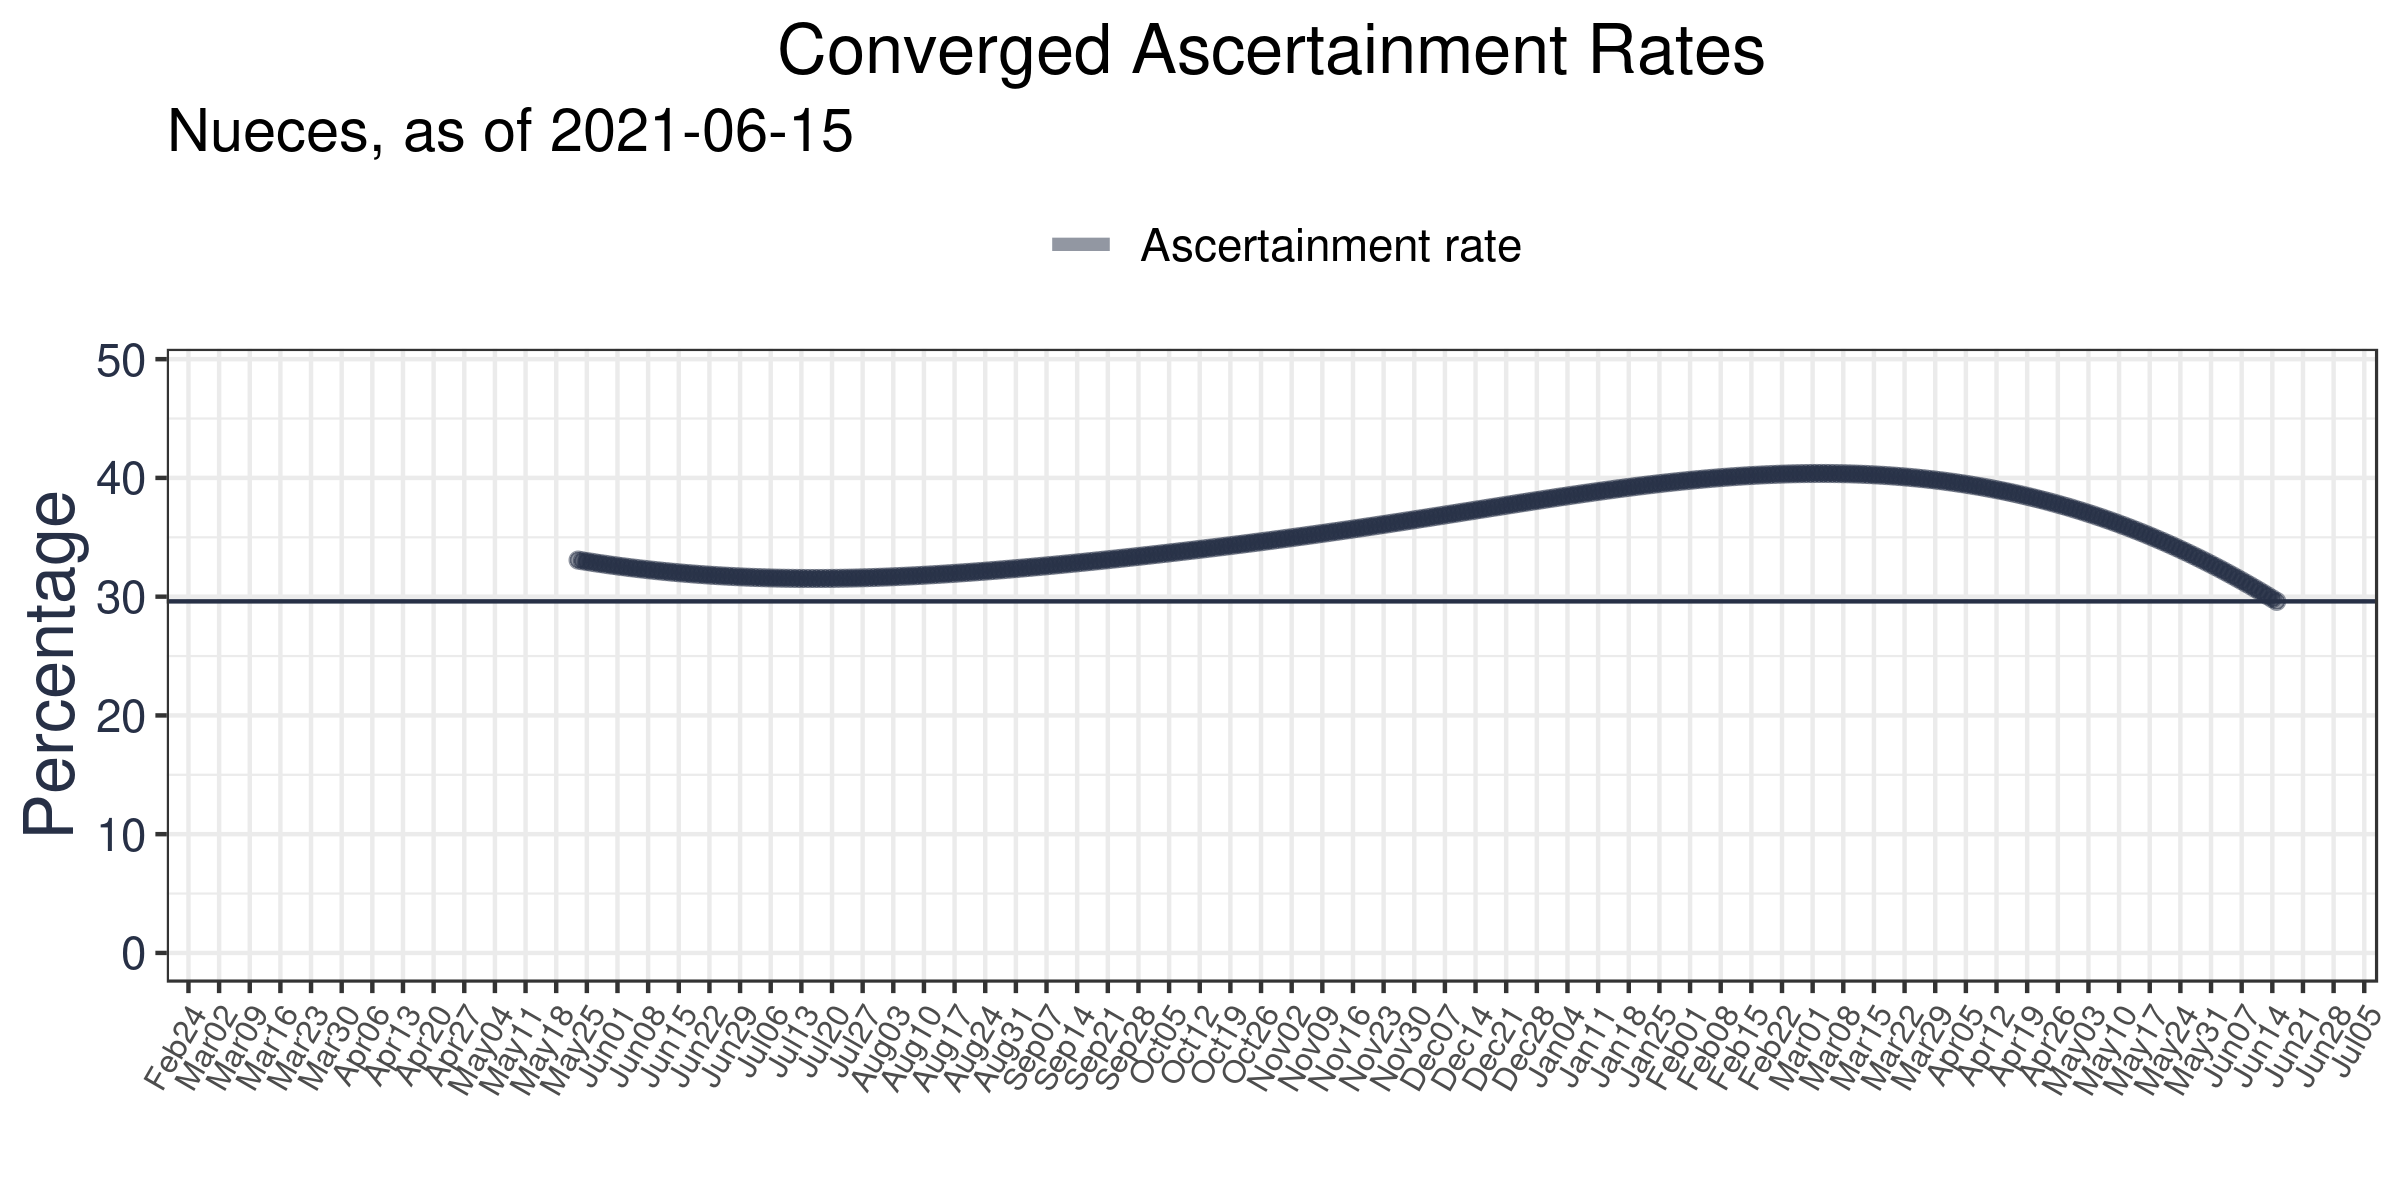 Converged Ascertainment Rates
Nueces, as of 2021-06-15
Ascertainment rate
Percentage
50
40
30
20
10
0
Feb24
Mar02
Mar09
Mar16
Mar23
Mar30
Apr06
Apr13
Apr20
Apr27
May04
May11
May18
May25
Jun01
Jun08
Jun15
Jun22
Jun29
Jul06
Jul13
Jul20
Jul27
Aug03
Aug10
Aug17
Aug24
Aug31
Sep07
Sep14
Sep21
Sep28
Oct05
Oct12
Oct19
Oct26
Nov02
Nov09
Nov16
Nov23
Nov30
Dec07
Dec14
Dec21
Dec28
Jan04
Jan11
Jan18
Jan25
Feb01
Feb08
Feb15
Feb22
Mar01
Mar08
Mar15
Mar22
Mar29
Apr05
Apr12
Apr19
Apr26
May03
May10
May17
May24
May31
Jun07
Jun14
Jun21
Jun28
Jul05